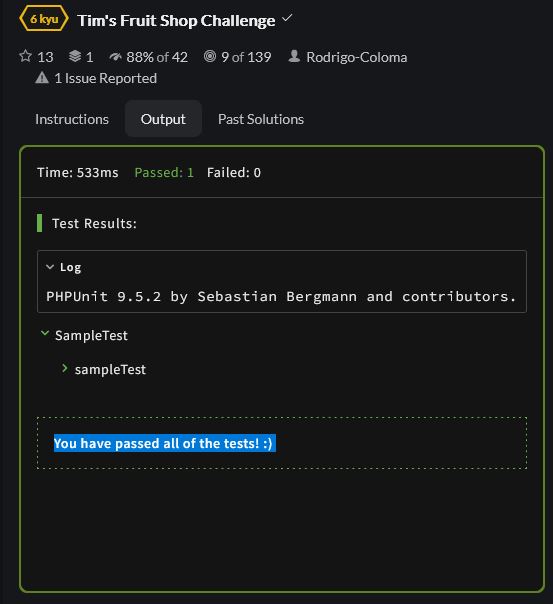 6 kyu Tim's Fruit Shop Challenge
13 1 88% of 42 9 of 139 Rodrigo-Coloma
1 Issue Reported
Instructions Output Past Solutions
Time: 533ms Passed: 1 Failed: 0
Test Results:
Log
PHPUnit 9.5.2 by Sebastian Bergmann and contributors.
SampleTest
sampleTest
You have passed all of the tests! :)